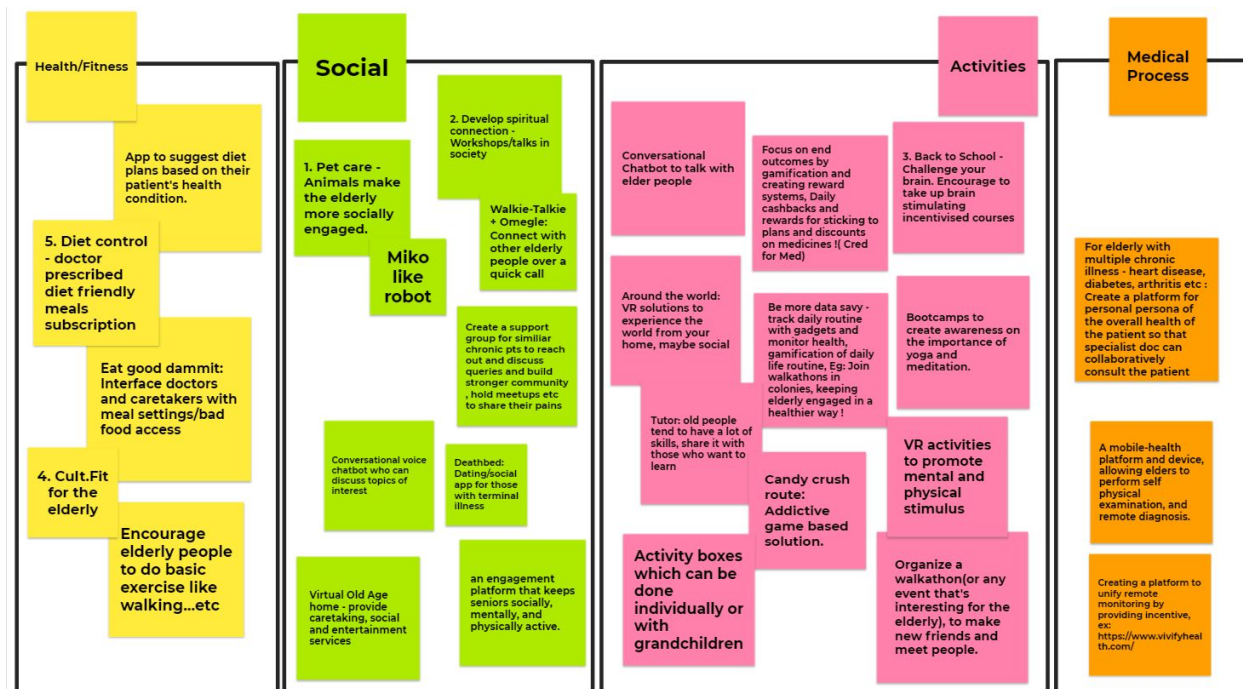 Health/Fitness
App to suggest diet
plans based on their
patient's health
condition.
5. Diet control
- doctor
prescribed
diet friendly
meals
subscription
Eat good dammit:
Interface doctors
and caretakers with
meal settings/bad
food access
4. Cult.Fit
for the
elderly
Encourage
elderly people
to do basic
exercise like
walking...etc
Social
2. Develop spiritual
connection -
Workshops/talks in
society
1. Pet care -
Animals make
the elderly
more socially
engaged.
Walkie-Talkie
+ Omegle:
Connect with
other elderly
people over a
quick call
Miko
like
robot
Create a support
group for similiar
chronic pts to reach
out and discuss
queries and build
stronger community
, hold meetups etc
to share their pains
Conversational voice
chatbot who can
discuss topics of
interest
Deathbed:
Dating/social
app for those
with terminal
illness
Virtual Old Age
home - provide
caretaking, social
and entertainment
services
an engagement
platform that keeps
seniors socially,
mentally, and
physically active.
Activities
Conversational
Chatbot to talk with
elder people
Focus on end
outcomes by
gamification and
creating reward
systems, Daily
cashbacks and
rewards for sticking to
plans and discounts
on medicines !( Cred
for Med)
3. Back to School -
Challenge your
brain. Encourage to
take up brain
stimulating
incentivised courses
Around the world:
VR solutions to
experience the
world from your
home, maybe social
Be more data savy -
track daily routine
with gadgets and
monitor health,
gamification of daily
life routine, Eg: Join
walkathons in
colonies, keeping
elderly engaged in a
healthier way !
Bootcamps to
create awareness on
the importance of
yoga and
meditation.
Tutor: old people
tend to have a lot of
skills, share it with
those who want to
learn
Candy crush
route:
Addictive
game based
solution.
VR activities
to promote
mental and
physical
stimulus
Activity boxes
which can be
done
individually or
with
grandchildren
Organize a
walkathon(or any
event that's
interesting for the
elderly), to make
new friends and
meet people.
Medical
Process
For elderly with
multiple chronic
illness - heart disease,
diabetes, arthritis etc :
Create a platform for
personal persona of
the overall health of
the patient so that
specialist doc can
collaboratively
consult the patient
A mobile-health
platform and device,
allowing elders to
perform self
physical
examination, and
remote diagnosis.
Creating a platform to
unify remote
monitoring by
providing incentive,
ex:
https://www.vivifyhea
lth.com/